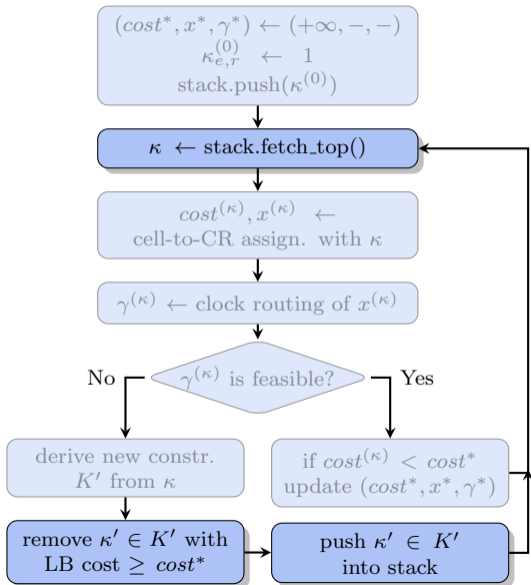 (cost*, x*, γ*) ← (+∞, −, −)
κ_{e,r}^{(0)} ← 1
stack.push(κ^{(0)})
κ ← stack.fetch_top()
cost^{(κ)}, x^{(κ)} ←
cell-to-CR assign. with κ
γ^{(κ)} ← clock routing of x^{(κ)}
γ^{(κ)} is feasible?
No
Yes
derive new constr.
K′ from κ
if cost^{(κ)} < cost*
update (cost*, x*, γ*)
remove κ′ ∈ K′ with
LB cost ≥ cost*
push κ′ ∈ K′
into stack